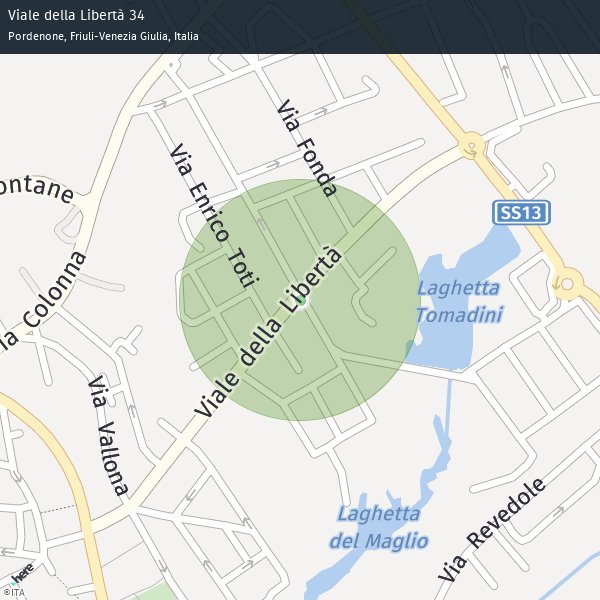 Viale della Libertà 34
Pordenone, Friuli-Venezia Giulia, Italia
Via Fonda
Via Enrico Toti
ontane
SS13
la Colonna
Viale della Libertà
Laghetta
Tomadini
Via Vallona
Laghetta
del Maglio
Via Revedole
here
©ITA